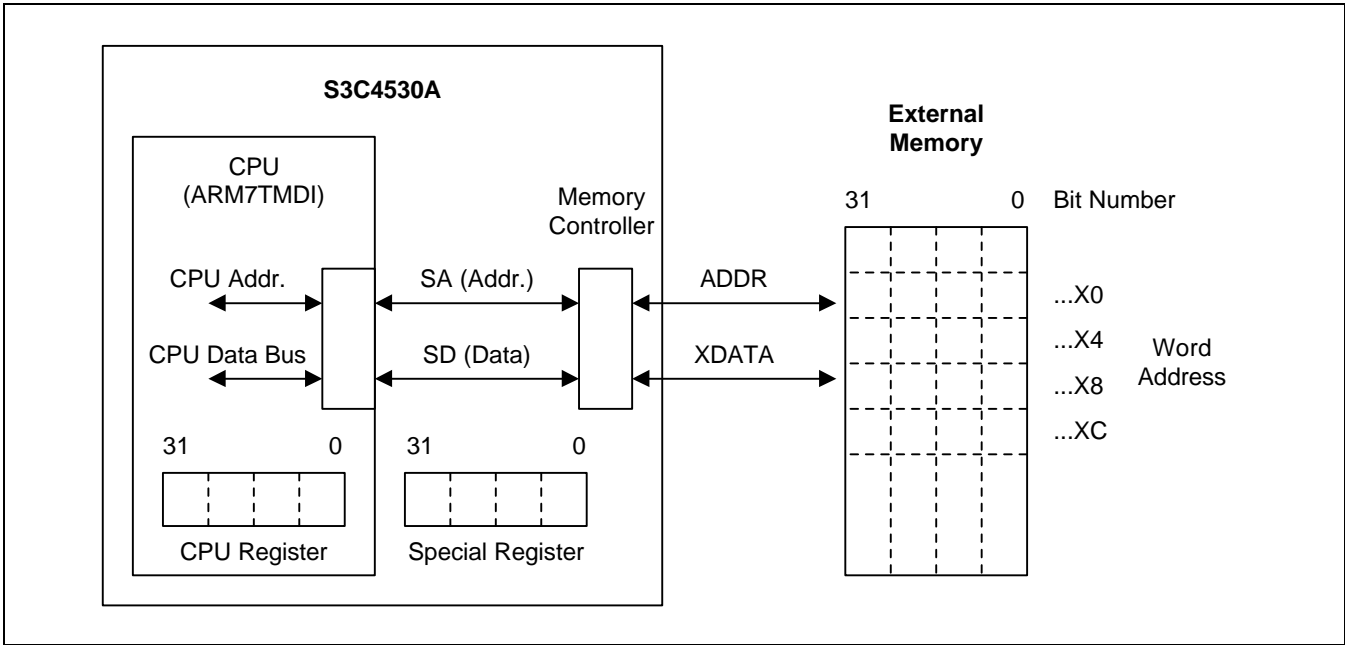 S3C4530A
External
Memory
CPU
(ARM7TMDI)
Memory
Controller
31 0 Bit Number
CPU Addr.
SA (Addr.)
ADDR
...X0
CPU Data Bus
SD (Data)
XDATA
...X4
Word
Address
...X8
...XC
31 0
31 0
CPU Register
Special Register